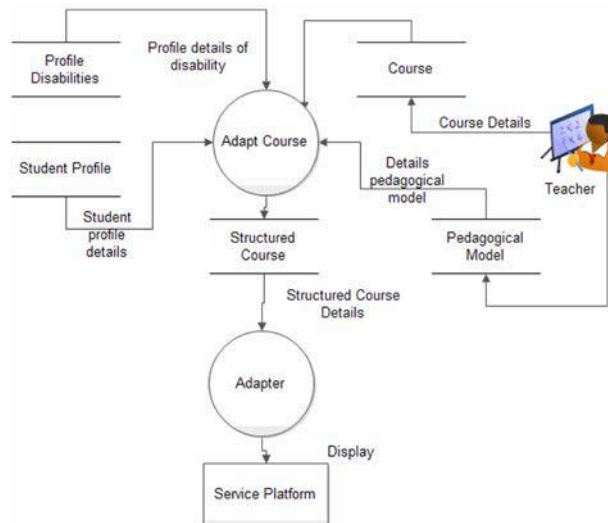 Profile
Disabilities
Profile details of
disability
Course
Course Details
Adapt Course
Student Profile
Details
pedagogical
model
Teacher
Student
profile
details
Structured
Course
Pedagogical
Model
Structured Course
Details
Adapter
Display
Service Platform